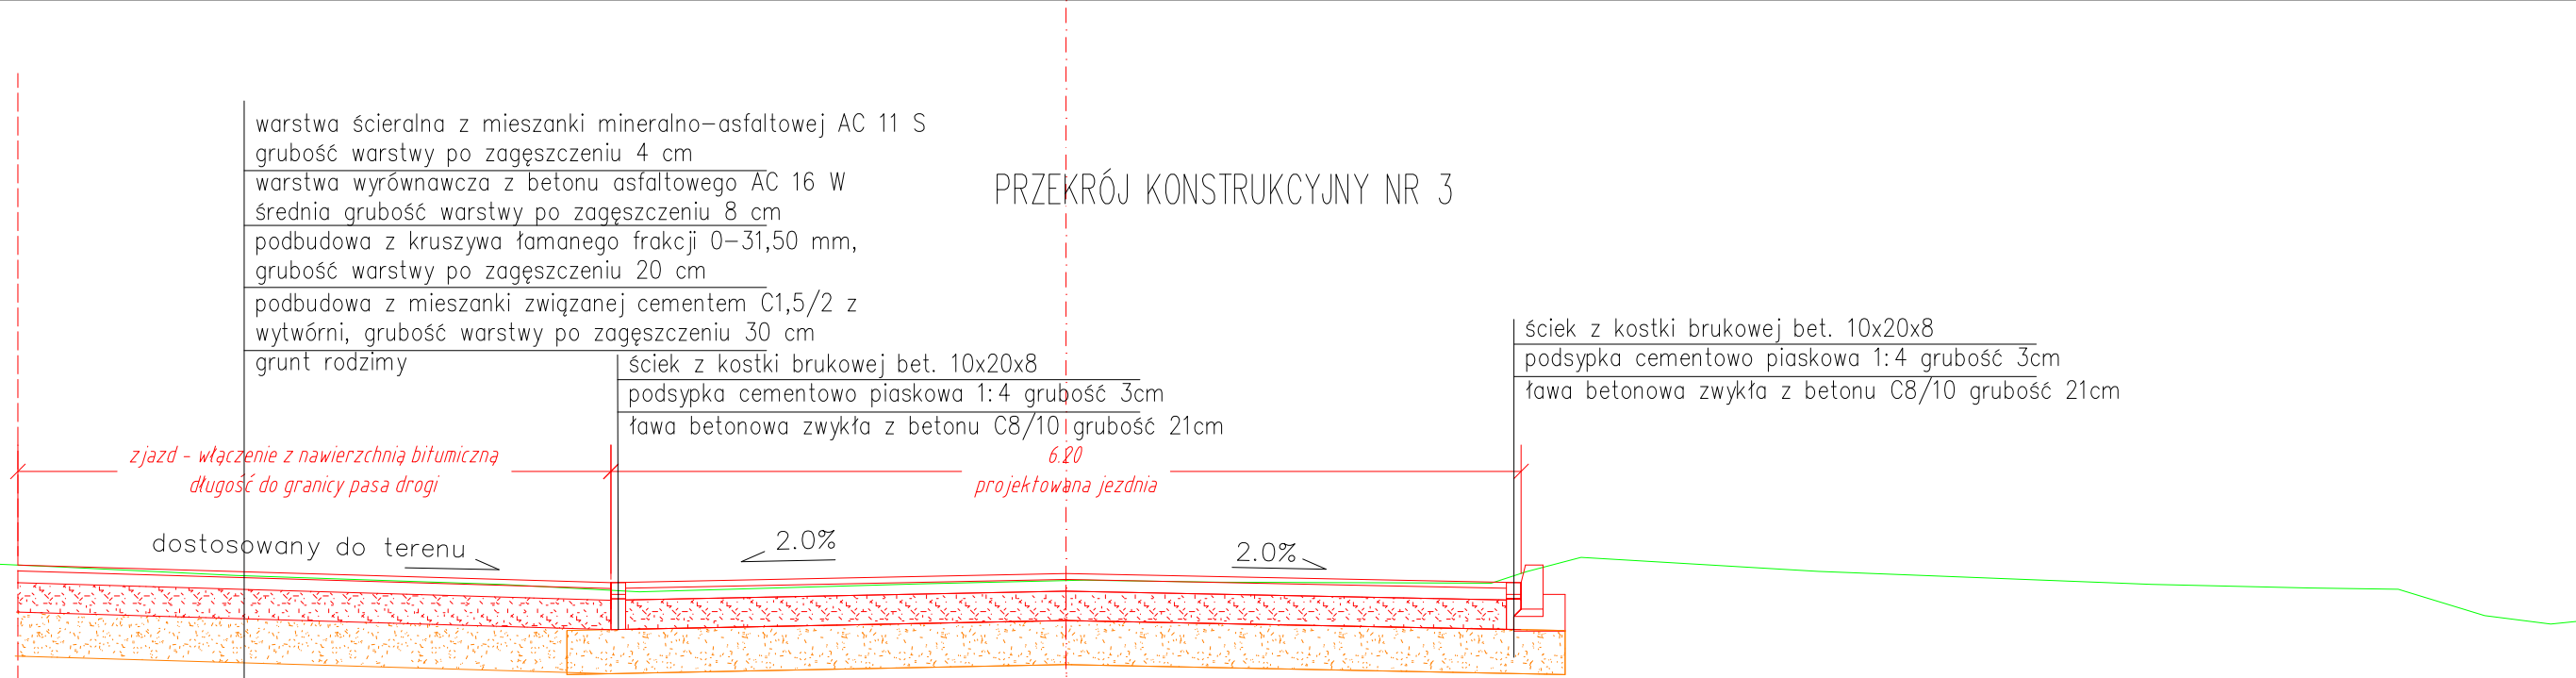 warstwa ścieralna z mieszanki mineralno-asfaltowej AC 11 S
grubość warstwy po zagęszczeniu 4 cm
warstwa wyrównawcza z betonu asfaltowego AC 16 W
średnia grubość warstwy po zagęszczeniu 8 cm
podbudowa z kruszywa łamanego frakcji 0-31,50 mm,
grubość warstwy po zagęszczeniu 20 cm
podbudowa z mieszanki związanej cementem C1,5/2 z
wytwórni, grubość warstwy po zagęszczeniu 30 cm
grunt rodzimy
PRZEKRÓJ KONSTRUKCYJNY NR 3
ściek z kostki brukowej bet. 10x20x8
podsypka cementowo piaskowa 1:4 grubość 3cm
ława betonowa zwykła z betonu C8/10 grubość 21cm
ściek z kostki brukowej bet. 10x20x8
podsypka cementowo piaskowa 1:4 grubość 3cm
ława betonowa zwykła z betonu C8/10 grubość 21cm
zjazd - włączenie z nawierzchnią bitumiczną
długość do granicy pasa drogi
6.20
projektowana jezdnia
dostosowany do terenu
2.0%
2.0%